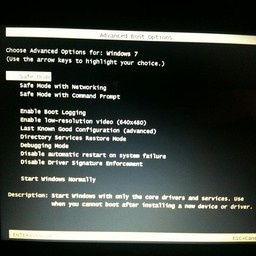 Advanced Boot Options
Choose Advanced Options for: Windows 7
(Use the arrow keys to highlight your choice.)
Safe Mode
Safe Mode with Networking
Safe Mode with Command Prompt
Enable Boot Logging
Enable low-resolution video (640x480)
Last Known Good Configuration (advanced)
Directory Services Restore Mode
Debugging Mode
Disable automatic restart on system failure
Disable Driver Signature Enforcement
Start Windows Normally
Description: Start Windows with only the core drivers and services. Use
when you cannot boot after installing a new device or driver.
ENTER
ESC=Can